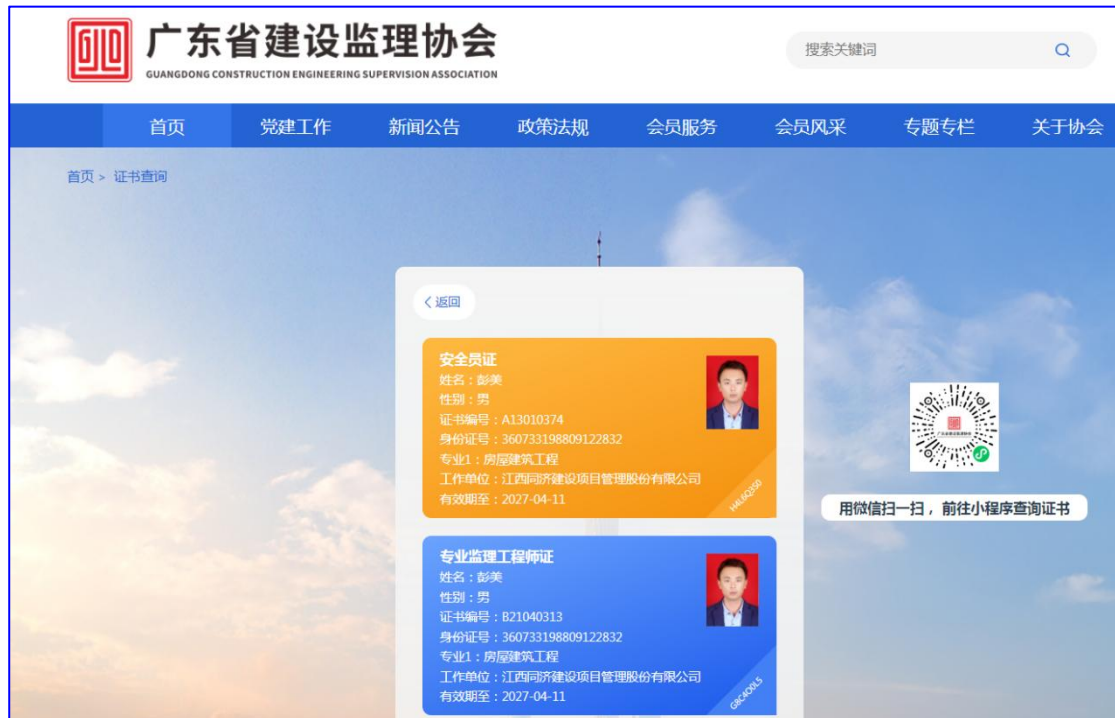 广东省建设监理协会
GUANGDONG CONSTRUCTION ENGINEERING SUPERVISION ASSOCIATION
搜索关键词
首页 党建工作 新闻公告 政策法规 会员服务 会员风采 专题专栏 关于协会
首页 > 证书查询
返回
安全员证
姓名：彭美
性别：男
证书编号：A13010374
身份证号：360733198809122832
专业1：房屋建筑工程
工作单位：江西同济建设项目管理股份有限公司
有效期至：2027-04-11
H4L6Q3S0
用微信扫一扫，前往小程序查询证书
专业监理工程师证
姓名：彭美
性别：男
证书编号：B21040313
身份证号：360733198809122832
专业1：房屋建筑工程
工作单位：江西同济建设项目管理股份有限公司
有效期至：2027-04-11
G8C4O0L5